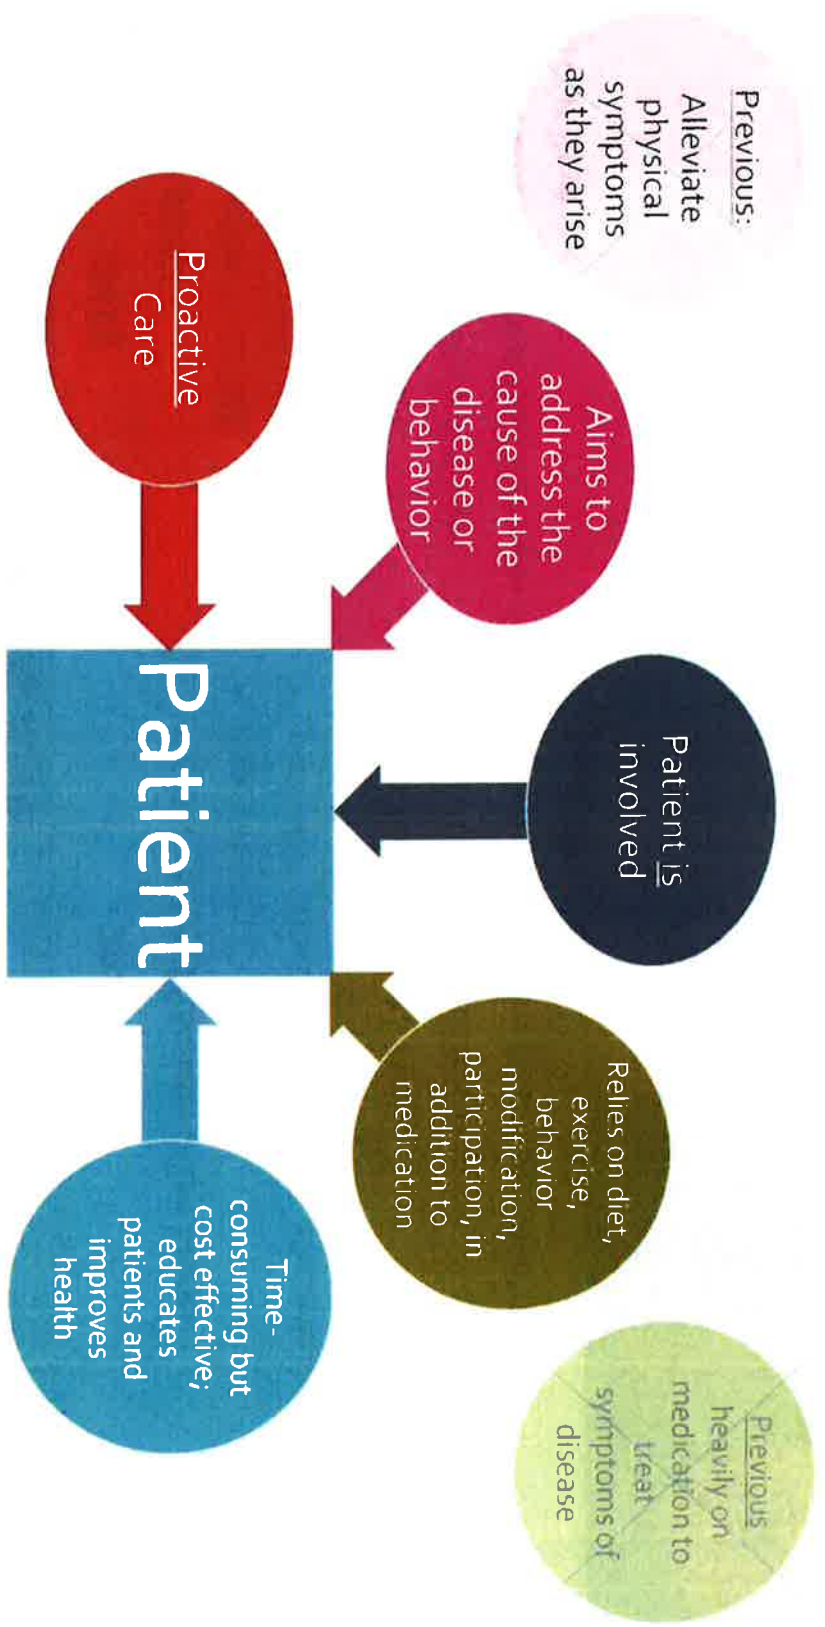 Previous:
Alleviate
physical
symptoms
as they arise
Aims to
address the
cause of the
disease or
behavior
Patient is
involved
Relies on diet,
exercise,
behavior
modification,
participation, in
addition to
medication
Previous
heavily on
medication to
treat
symptoms of
disease
Proactive
Care
Patient
Time-
consuming but
cost effective;
educates
patients and
improves
health